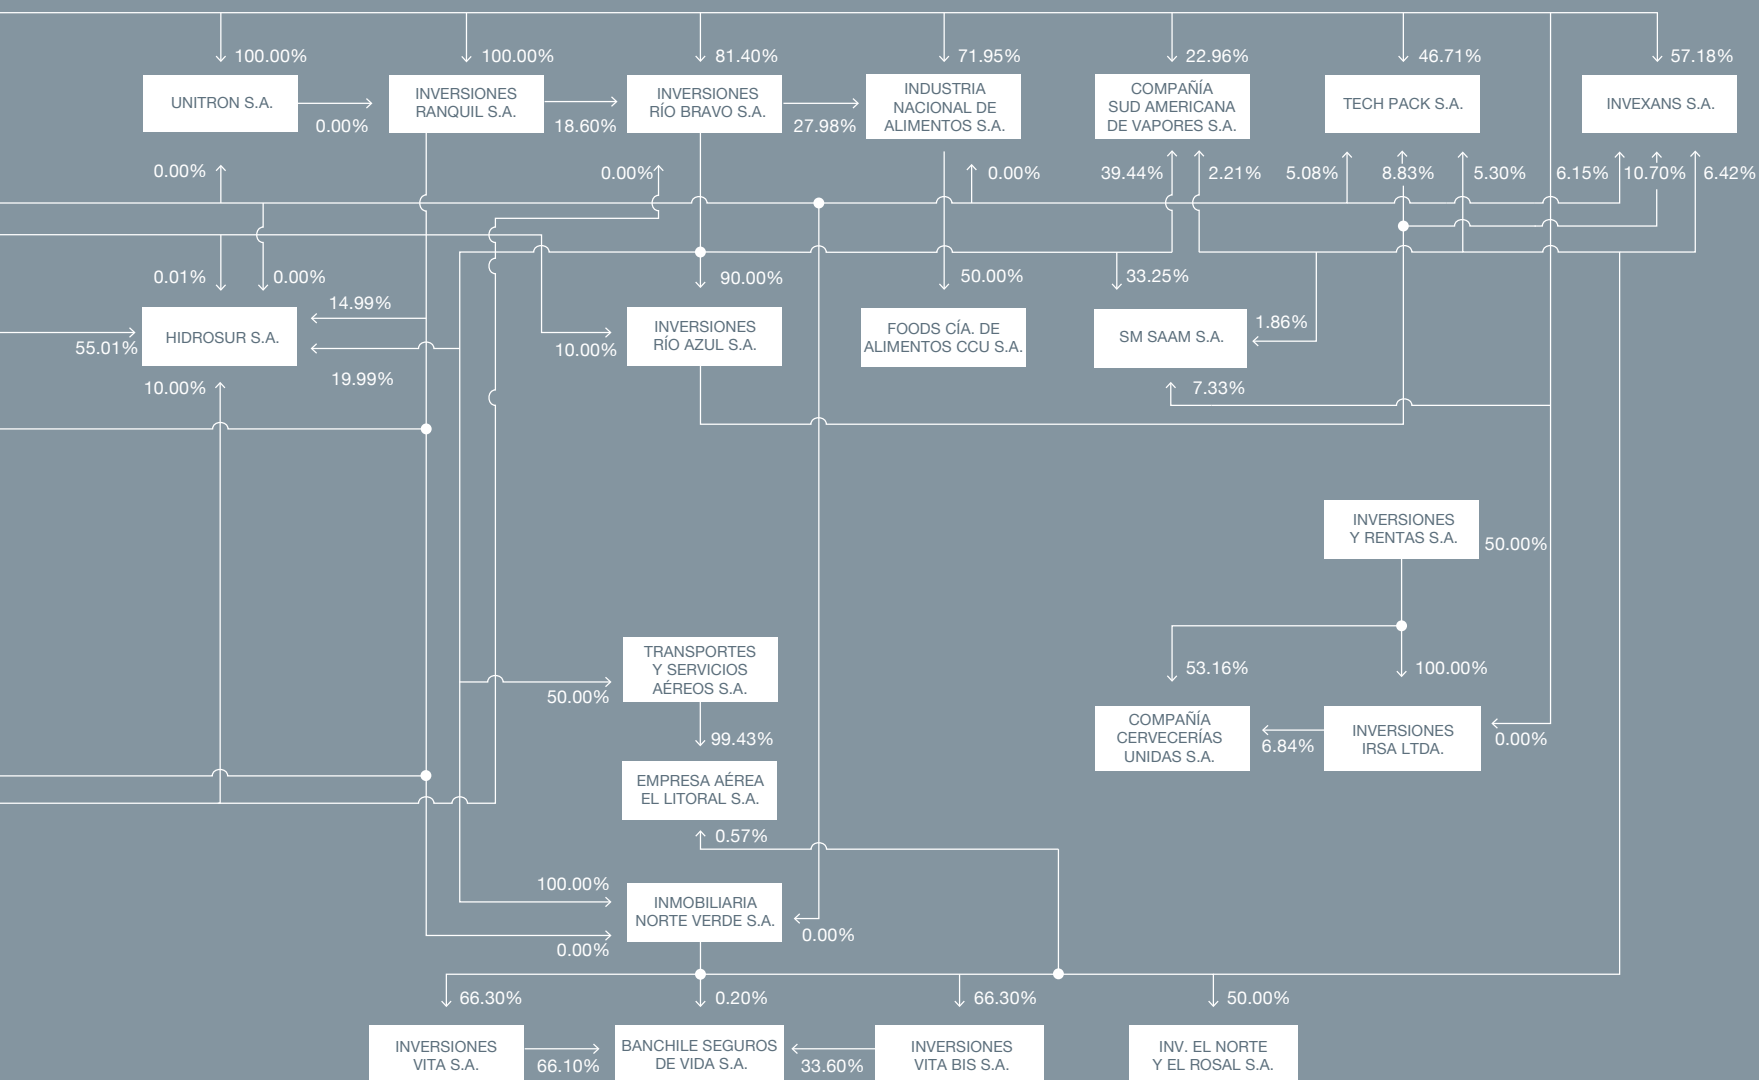 100.00%
100.00%
81.40%
71.95%
22.96%
46.71%
57.18%
UNITRON S.A.
INVERSIONES
RANQUIL S.A.
INVERSIONES
RÍO BRAVO S.A.
INDUSTRIA
NACIONAL DE
ALIMENTOS S.A.
COMPAÑÍA
SUD AMERICANA
DE VAPORES S.A.
TECH PACK S.A.
INVEXANS S.A.
0.00%
18.60%
27.98%
0.00%
0.00%
0.00%
39.44%
2.21%
5.08%
8.83%
5.30%
6.15%
10.70%
6.42%
0.01%
0.00%
14.99%
90.00%
50.00%
33.25%
55.01%
HIDROSUR S.A.
INVERSIONES
RÍO AZUL S.A.
10.00%
FOODS CÍA. DE
ALIMENTOS CCU S.A.
SM SAAM S.A.
1.86%
10.00%
19.99%
7.33%
INVERSIONES
Y RENTAS S.A.
50.00%
TRANSPORTES
Y SERVICIOS
AÉREOS S.A.
50.00%
53.16%
100.00%
99.43%
COMPAÑÍA
CERVECERÍAS
UNIDAS S.A.
6.84%
INVERSIONES
IRSA LTDA.
0.00%
EMPRESA AÉREA
EL LITORAL S.A.
0.57%
100.00%
INMOBILIARIA
NORTE VERDE S.A.
0.00%
0.00%
66.30%
0.20%
66.30%
50.00%
INVERSIONES
VITA S.A.
66.10%
BANCHILE SEGUROS
DE VIDA S.A.
33.60%
INVERSIONES
VITA BIS S.A.
INV. EL NORTE
Y EL ROSAL S.A.